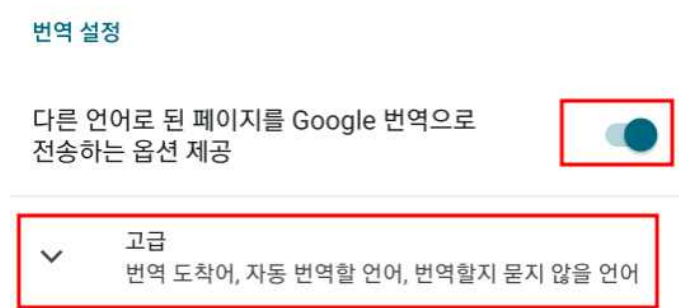 번역 설정
다른 언어로 된 페이지를 Google 번역으로
전송하는 옵션 제공
고급
번역 도착어, 자동 번역할 언어, 번역할지 묻지 않을 언어